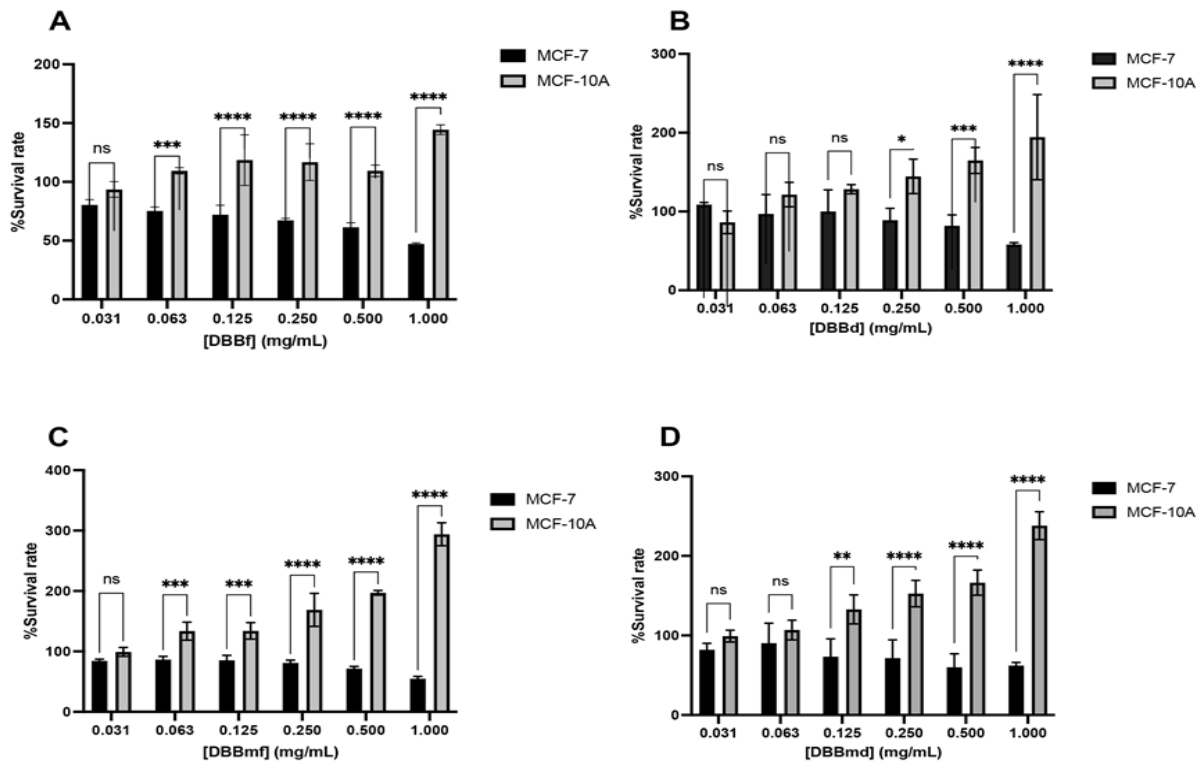 A
MCF-7
MCF-10A
%Survival rate
200
150
100
50
0
ns
***
****
****
****
****
0.031
0.063
0.125
0.250
0.500
1.000
[DBBf] (mg/mL)
B
MCF-7
MCF-10A
%Survival rate
300
200
100
0
ns
ns
ns
*
***
****
0.031
0.063
0.125
0.250
0.500
1.000
[DBBd] (mg/mL)
C
MCF-7
MCF-10A
%Survival rate
400
300
200
100
0
ns
***
***
****
****
****
0.031
0.063
0.125
0.250
0.500
1.000
[DBBmf] (mg/mL)
D
MCF-7
MCF-10A
%Survival rate
300
200
100
0
ns
ns
**
****
****
****
0.031
0.063
0.125
0.250
0.500
1.000
[DBBmd] (mg/mL)